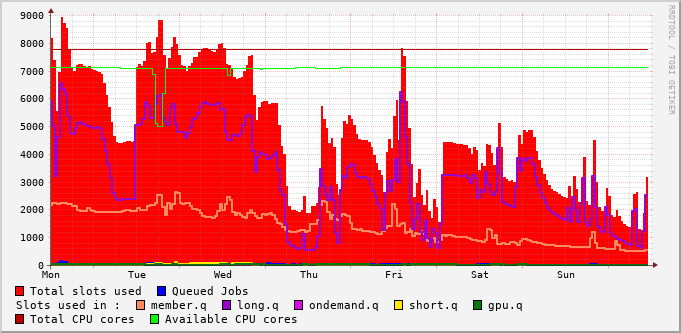 9000
8000
7000
6000
5000
4000
3000
2000
1000
0
Mon Tue Wed Thu Fri Sat Sun
RRDTOOL / TOBI OETIKER
Total slots used Queued Jobs
Slots used in : member.q long.q ondemand.q short.q gpu.q
Total CPU cores Available CPU cores